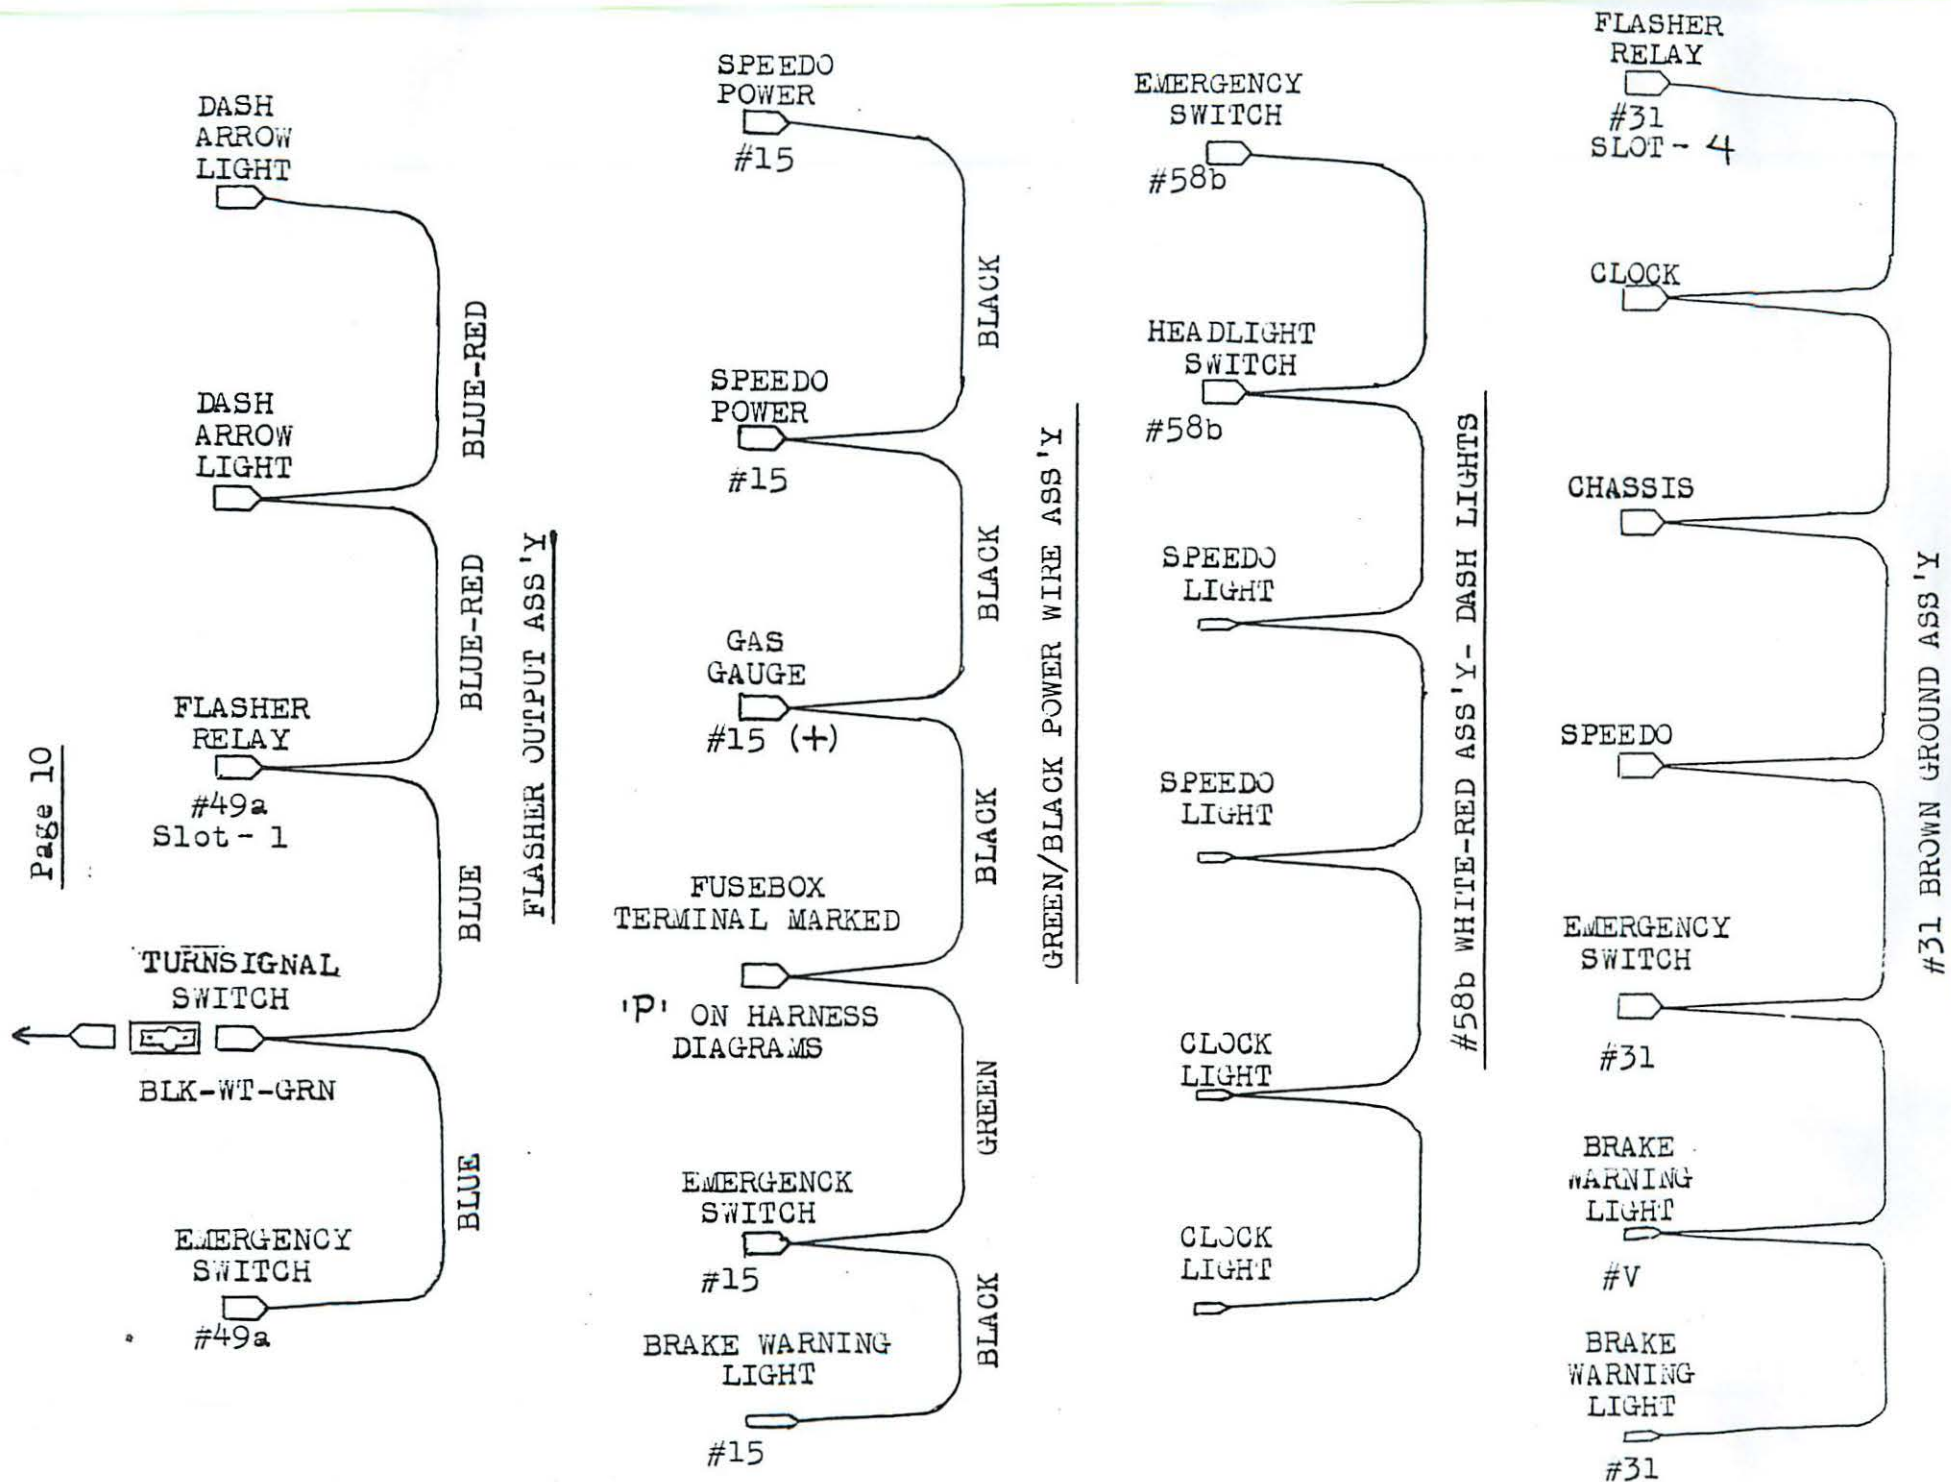 Page 10
DASH
ARROW
LIGHT
BLUE-RED
DASH
ARROW
LIGHT
BLUE-RED
FLASHER
RELAY
#49a
Slot - 1
BLUE
TURNSIGNAL
SWITCH
BLK-WT-GRN
BLUE
EMERGENCY
SWITCH
#49a
FLASHER OUTPUT ASS'Y
SPEEDO
POWER
#15
BLACK
SPEEDO
POWER
#15
BLACK
GAS
GAUGE
#15 (+)
BLACK
FUSEBOX
TERMINAL MARKED
'P' ON HARNESS
DIAGRAMS
GREEN
EMERGENCK
SWITCH
#15
BLACK
BRAKE WARNING
LIGHT
#15
GREEN/BLACK POWER WIRE ASS'Y
EMERGENCY
SWITCH
#58b
HEADLIGHT
SWITCH
#58b
SPEEDO
LIGHT
SPEEDO
LIGHT
CLOCK
LIGHT
CLOCK
LIGHT
#58b WHITE-RED ASS'Y- DASH LIGHTS
FLASHER
RELAY
#31
SLOT - 4
CLOCK
CHASSIS
SPEEDO
EMERGENCY
SWITCH
#31
BRAKE
WARNING
LIGHT
#V
BRAKE
WARNING
LIGHT
#31
#31 BROWN GROUND ASS'Y